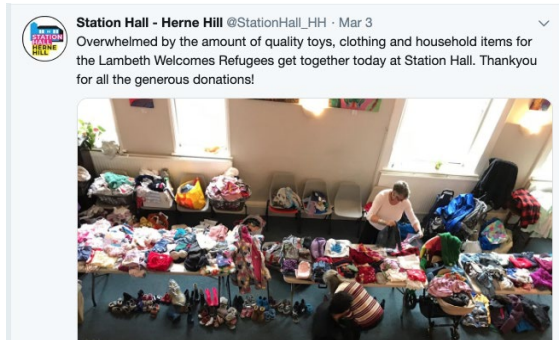 Station Hall - Herne Hill @StationHall_HH · Mar 3
STATION
HALL
HERNE
HILL
Overwhelmed by the amount of quality toys, clothing and household items for
the Lambeth Welcomes Refugees get together today at Station Hall. Thankyou
for all the generous donations!